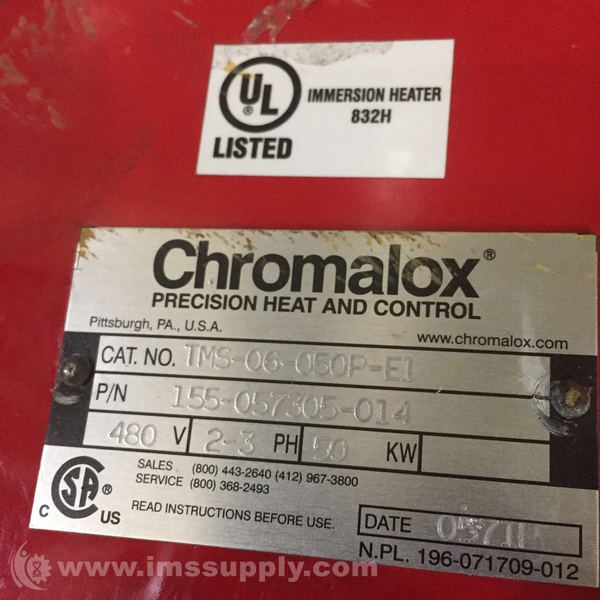 UL ®
LISTED
IMMERSION HEATER
832H
Chromalox®
PRECISION HEAT AND CONTROL
Pittsburgh, PA., U.S.A.
www.chromalox.com
CAT. NO. TMS-06-050P-E1
P/N 155-057305-014
480 V 2-3 PH 50 KW
SALES (800) 443-2640 (412) 967-3800
SERVICE (800) 368-2493
C SA ® US
READ INSTRUCTIONS BEFORE USE.
DATE
N.PL. 196-071709-012
www.imssupply.com